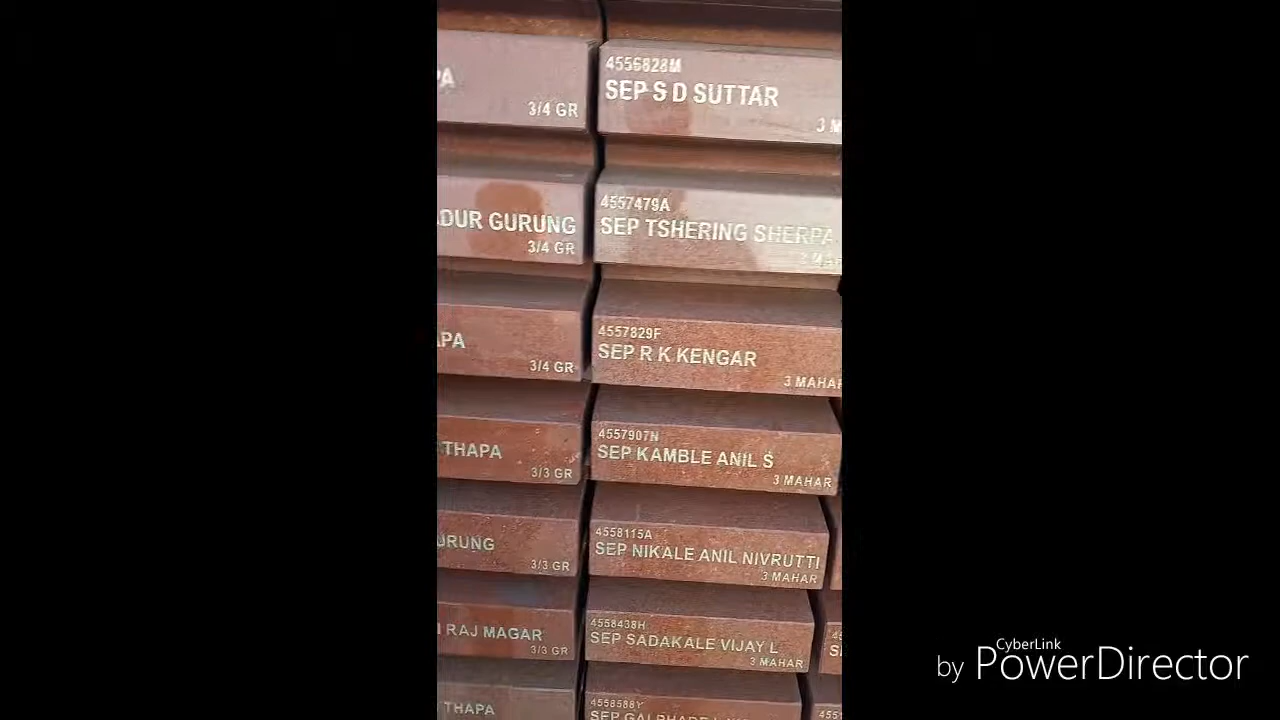 3/4 GR
DUR GURUNG
3/4 GR
3/4 GR
THAPA
3/3 GR
3/3 GR
RAJ MAGAR
3/3 GR
THAPA
4556828M
SEP S D SUTTAR
3 M
4557479A
SEP TSHERING SHERPA
4557829F
SEP R K KENGAR
3 MAHAR
4557907N
SEP KAMBLE ANIL S
3 MAHAR
4558115A
SEP NIKALE ANIL NIVRUTTI
3 MAHAR
4558438H
SEP SADAKALE VIJAY L
3 MAHAR
4558588Y
by CyberLink PowerDirector